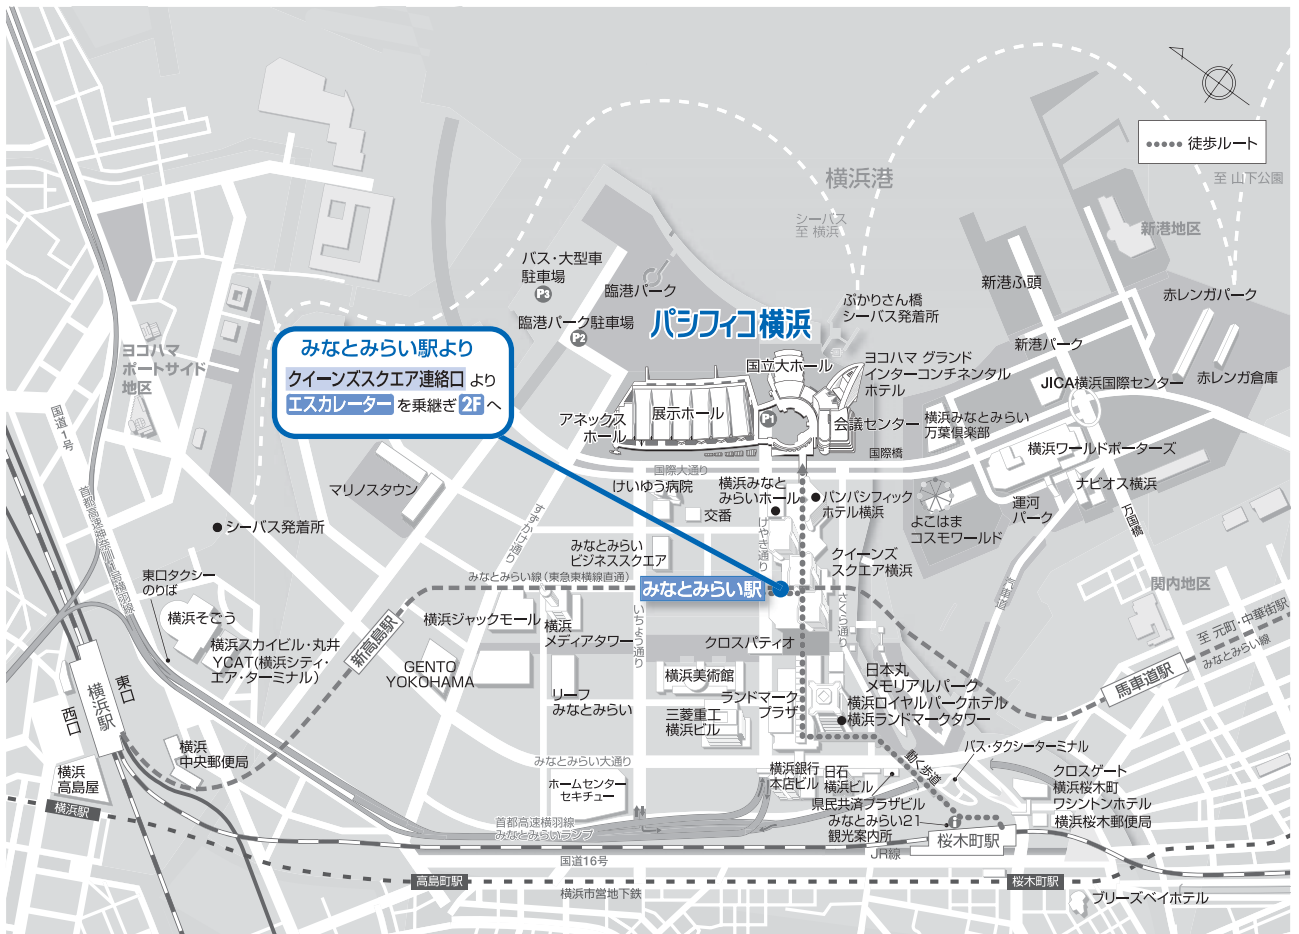 徒歩ルート
横浜港
至 山下公園
シーバス
至 横浜
新港地区
バス・大型車
駐車場
P3
臨港パーク
新港ふ頭
赤レンガパーク
ぷかりさん橋
シーバス発着所
臨港パーク駐車場
P2
パシフィコ横浜
新港パーク
ヨコハマ
ポートサイド
地区
みなとみらい駅より
クイーンズスクエア連絡口 より
エスカレーター を乗継ぎ 2F へ
国立大ホール
ヨコハマ グランド
インターコンチネンタル
ホテル
JICA横浜国際センター
赤レンガ倉庫
国道1号
アネックス
ホール
展示ホール
P1
会議センター
横浜みなとみらい
万葉倶楽部
国際橋
横浜ワールドポーターズ
国際大通り
ナビオス横浜
マリノスタウン
けいゆう病院
横浜みなと
みらいホール
パンパシフィック
ホテル横浜
よこはま
コスモワールド
運河
パーク
万国橋
首都高速神奈川県道横羽線
シーバス発着所
すずかけ通り
交番
けやき通り
みなとみらい
ビジネススクエア
クイーンズ
スクエア横浜
汽車道
関内地区
東口タクシー
のりば
みなとみらい線(東急東横線直通)
みなとみらい駅
さくら通り
至 元町・中華街駅
みなとみらい線
横浜そごう
新高島駅
横浜ジャックモール
横浜
メディアタワー
いちょう通り
クロスパティオ
横浜スカイビル・丸井
YCAT(横浜シティ・
エア・ターミナル)
GENTO
YOKOHAMA
横浜美術館
日本丸
メモリアルパーク
馬車道駅
東口
横浜駅
西口
リーフ
みなとみらい
ランドマーク
プラザ
横浜ロイヤルパークホテル
横浜ランドマークタワー
三菱重工
横浜ビル
横浜
中央郵便局
みなとみらい大通り
動く歩道
バス・タクシーターミナル
横浜
高島屋
横浜駅
ホームセンター
セキチュー
横浜銀行
本店ビル
日石
横浜ビル
県民共済プラザビル
クロスゲート
横浜桜木町
ワシントンホテル
横浜桜木郵便局
首都高速横羽線
みなとみらいランプ
みなとみらい21
観光案内所
桜木町駅
JR線
国道16号
高島町駅
横浜市営地下鉄
桜木町駅
ブリーズベイホテル